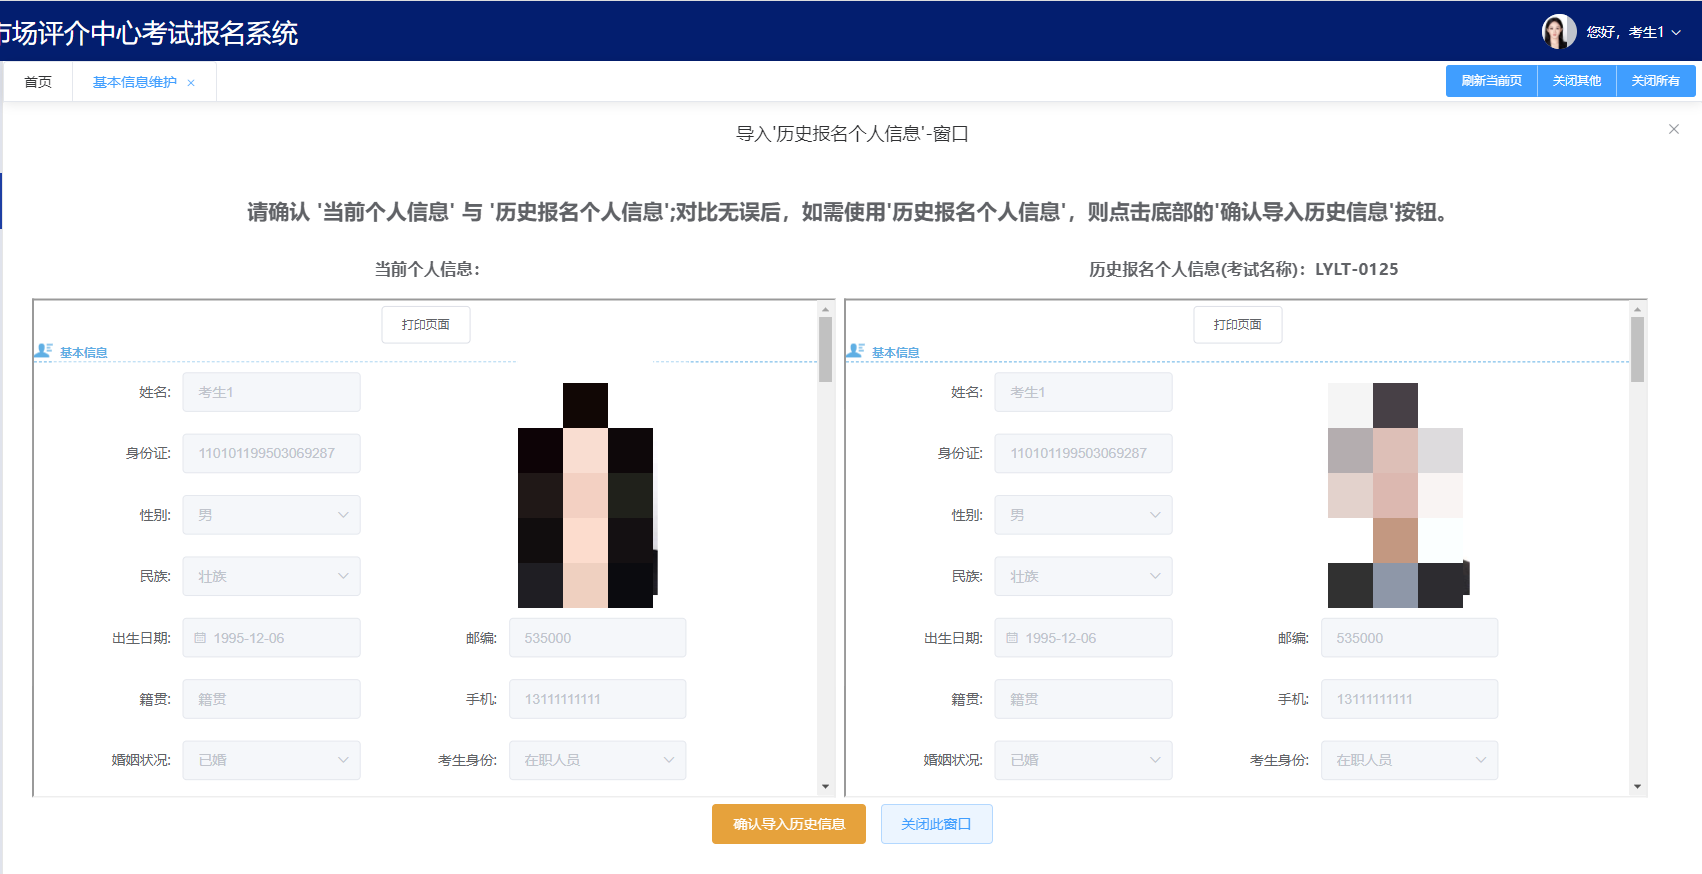 市场评介中心考试报名系统
您好，考生1
首页
基本信息维护 ×
刷新当前页 关闭其他 关闭所有
导入'历史报名个人信息'-窗口
请确认 '当前个人信息' 与 '历史报名个人信息';对比无误后，如需使用'历史报名个人信息'，则点击底部的'确认导入历史信息'按钮。
当前个人信息：
打印页面
基本信息
姓名: 考生1
身份证: 110101199503069287
性别: 男
民族: 壮族
出生日期: 1995-12-06 邮编: 535000
籍贯: 籍贯 手机: 13111111111
婚姻状况: 已婚 考生身份: 在职人员
历史报名个人信息(考试名称)：LYLT-0125
打印页面
基本信息
姓名: 考生1
身份证: 110101199503069287
性别: 男
民族: 壮族
出生日期: 1995-12-06 邮编: 535000
籍贯: 籍贯 手机: 13111111111
婚姻状况: 已婚 考生身份: 在职人员
确认导入历史信息 关闭此窗口